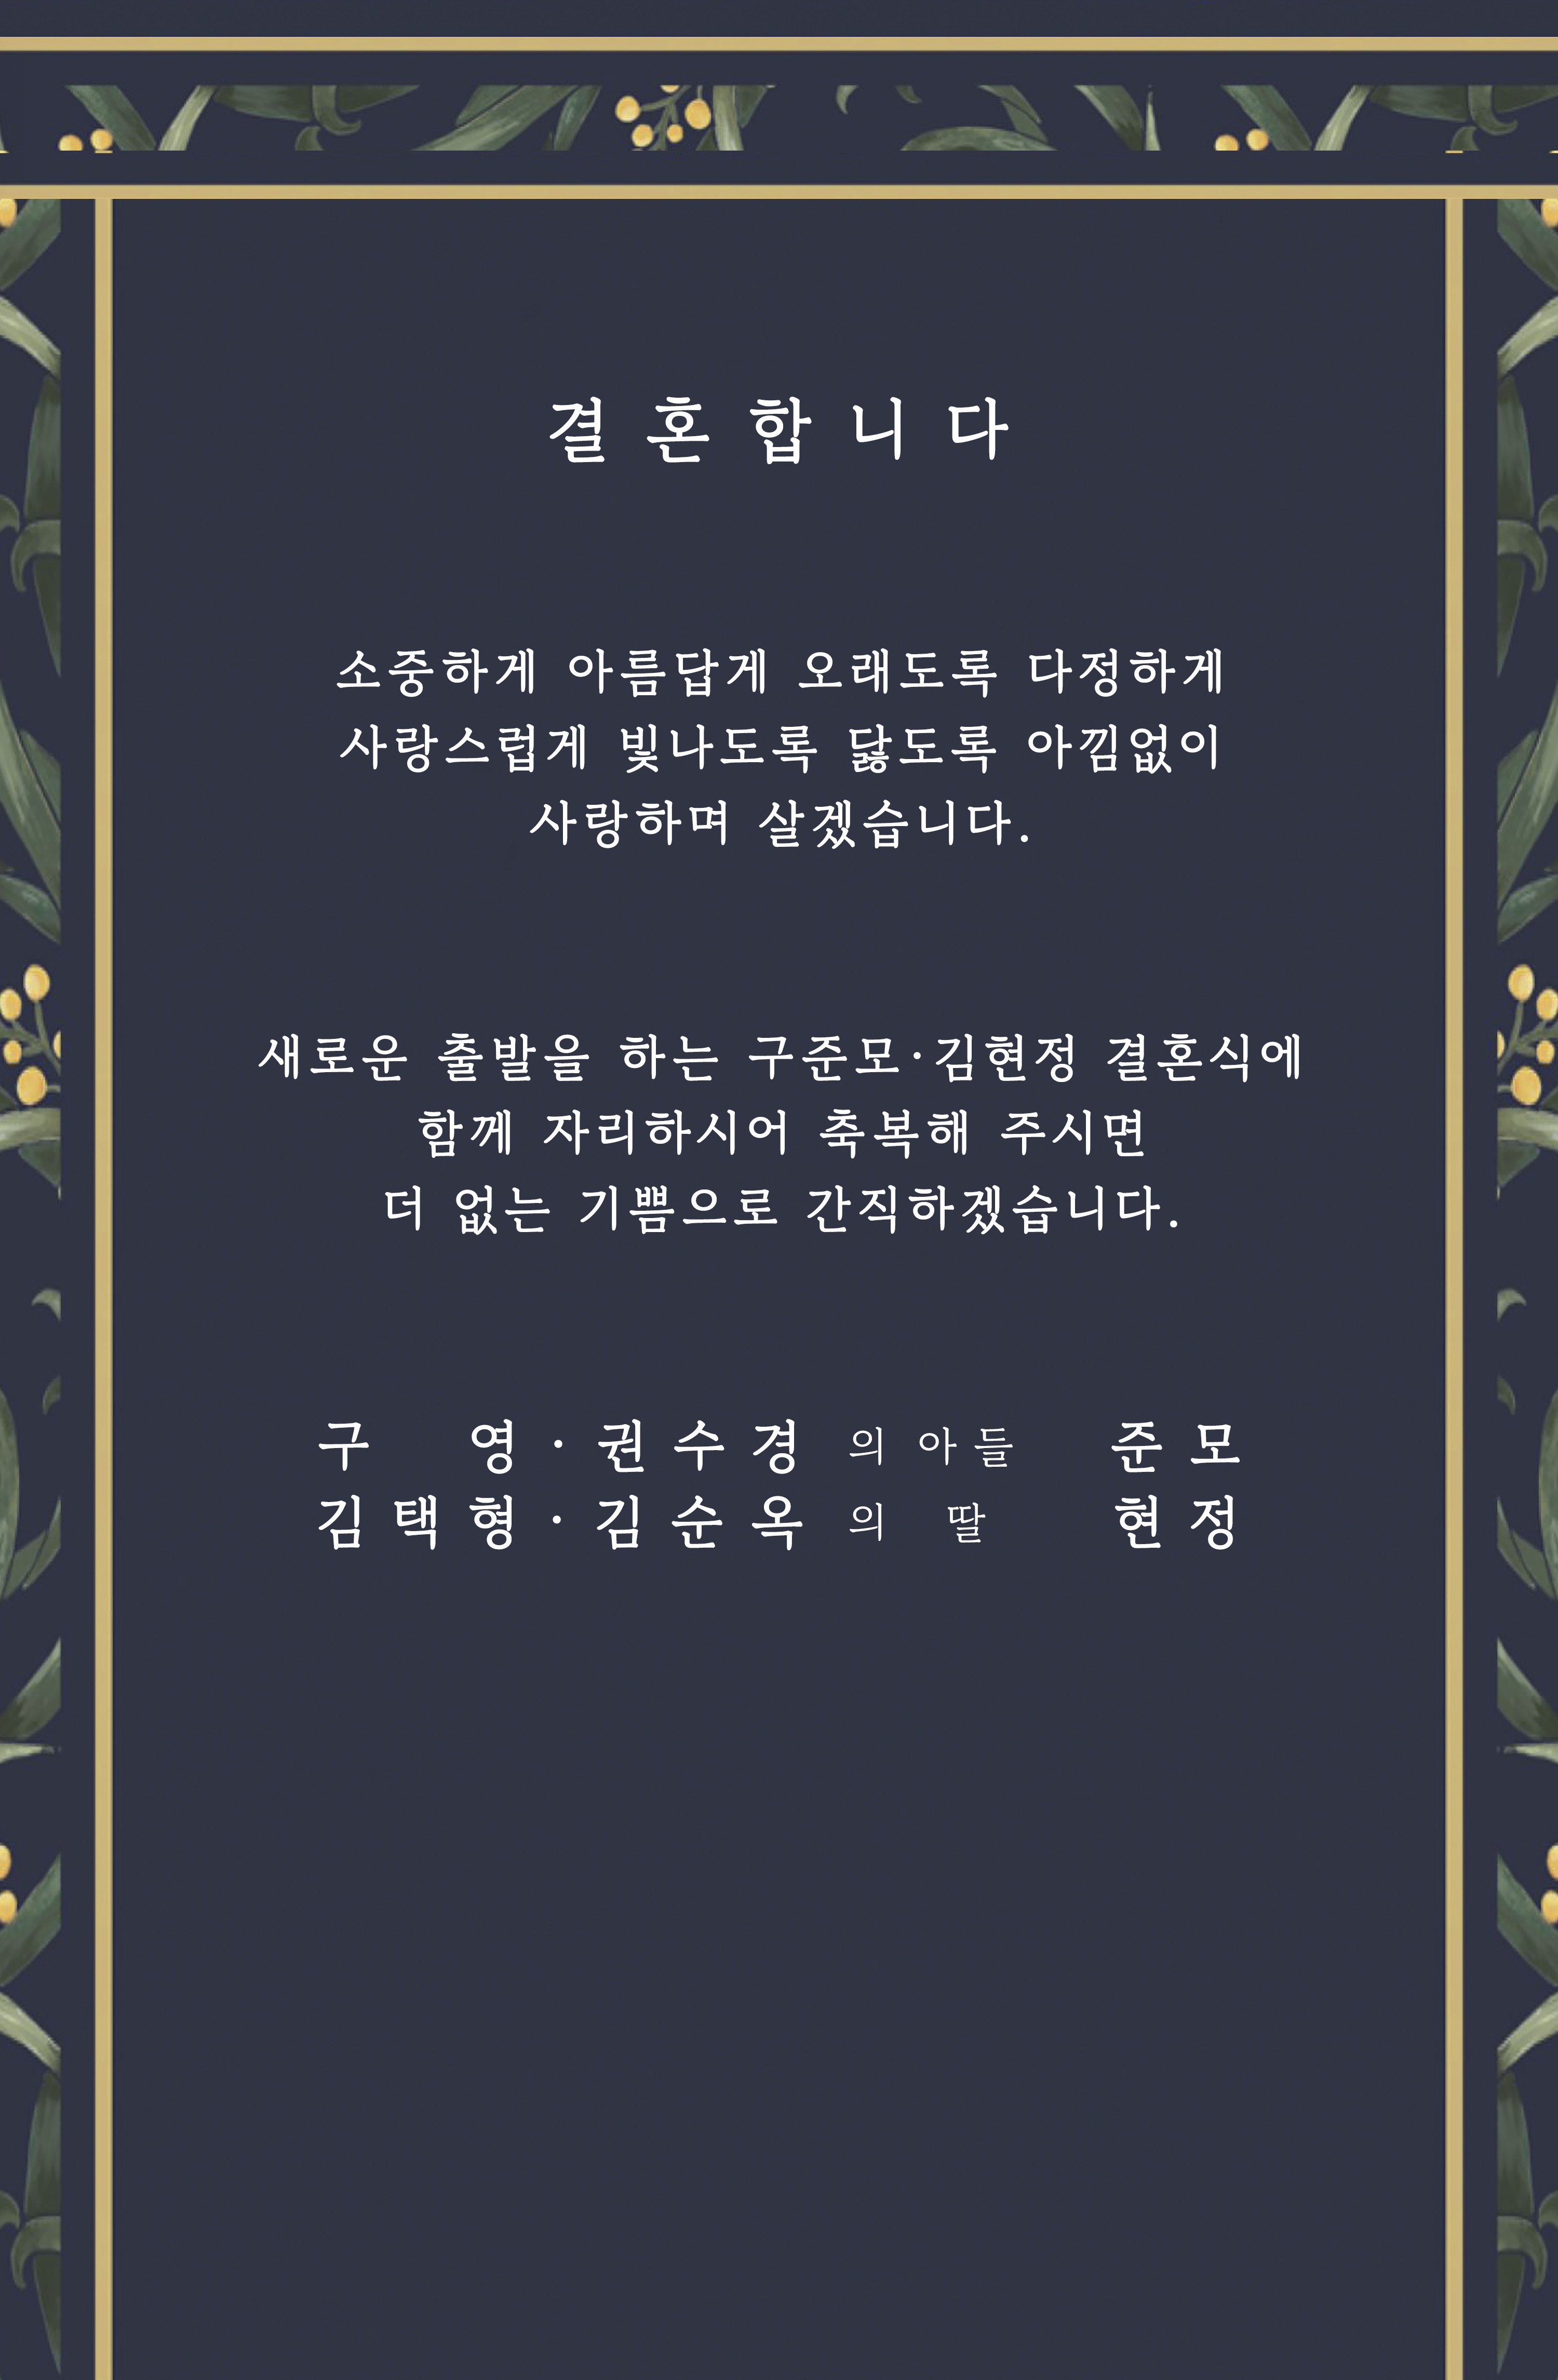 결혼합니다
소중하게 아름답게 오래도록 다정하게
사랑스럽게 빛나도록 닳도록 아낌없이
사랑하며 살겠습니다.
새로운 출발을 하는 구준모·김현정 결혼식에
함께 자리하시어 축복해 주시면
더 없는 기쁨으로 간직하겠습니다.
구 영·권수경 의 아들 준모
김택형·김순옥 의 딸 현정